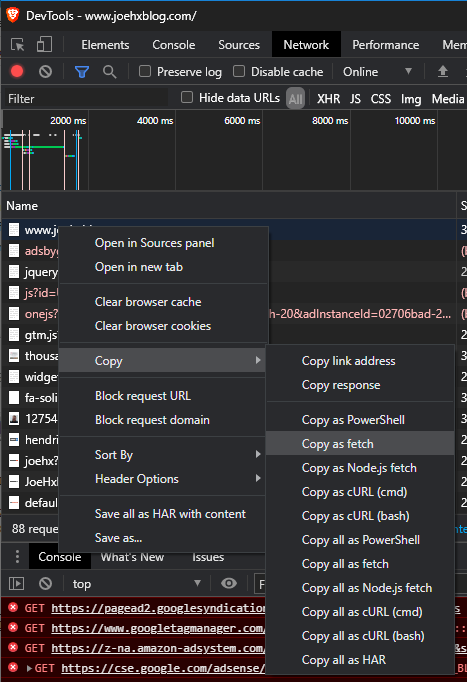 DevTools - www.joehxblog.com/
Elements Console Sources Network Performance
Preserve log Disable cache Online
Filter Hide data URLs All XHR JS CSS Img Media
2000 ms 4000 ms 6000 ms 8000 ms 10000 ms
Name S
Open in Sources panel
adsby
Open in new tab
jquery
js?id=
Clear browser cache
onejs? h-20&adInstanceId=02706bad-2...
Clear browser cookies
gtm.js?
thousa
Copy
Copy link address
widget
Copy response
fa-soli
Block request URL
12754
Block request domain
Copy as PowerShell
hendri
Copy as fetch
joehx?
Sort By
Copy as Node.js fetch
JoeHxl
Header Options
Copy as cURL (cmd)
defaul
Save all as HAR with content
Copy as cURL (bash)
88 reque
Save as...
Copy all as PowerShell
Console What's New Issues
Copy all as fetch
top
Copy all as Node.js fetch
GET https://pagead2.googlesyndication
Copy all as cURL (cmd)
GET https://www.googletagmanager.com/
Copy all as cURL (bash)
GET https://z-na.amazon-adsystem.com/
Copy all as HAR
GET https://cse.google.com/adsense/